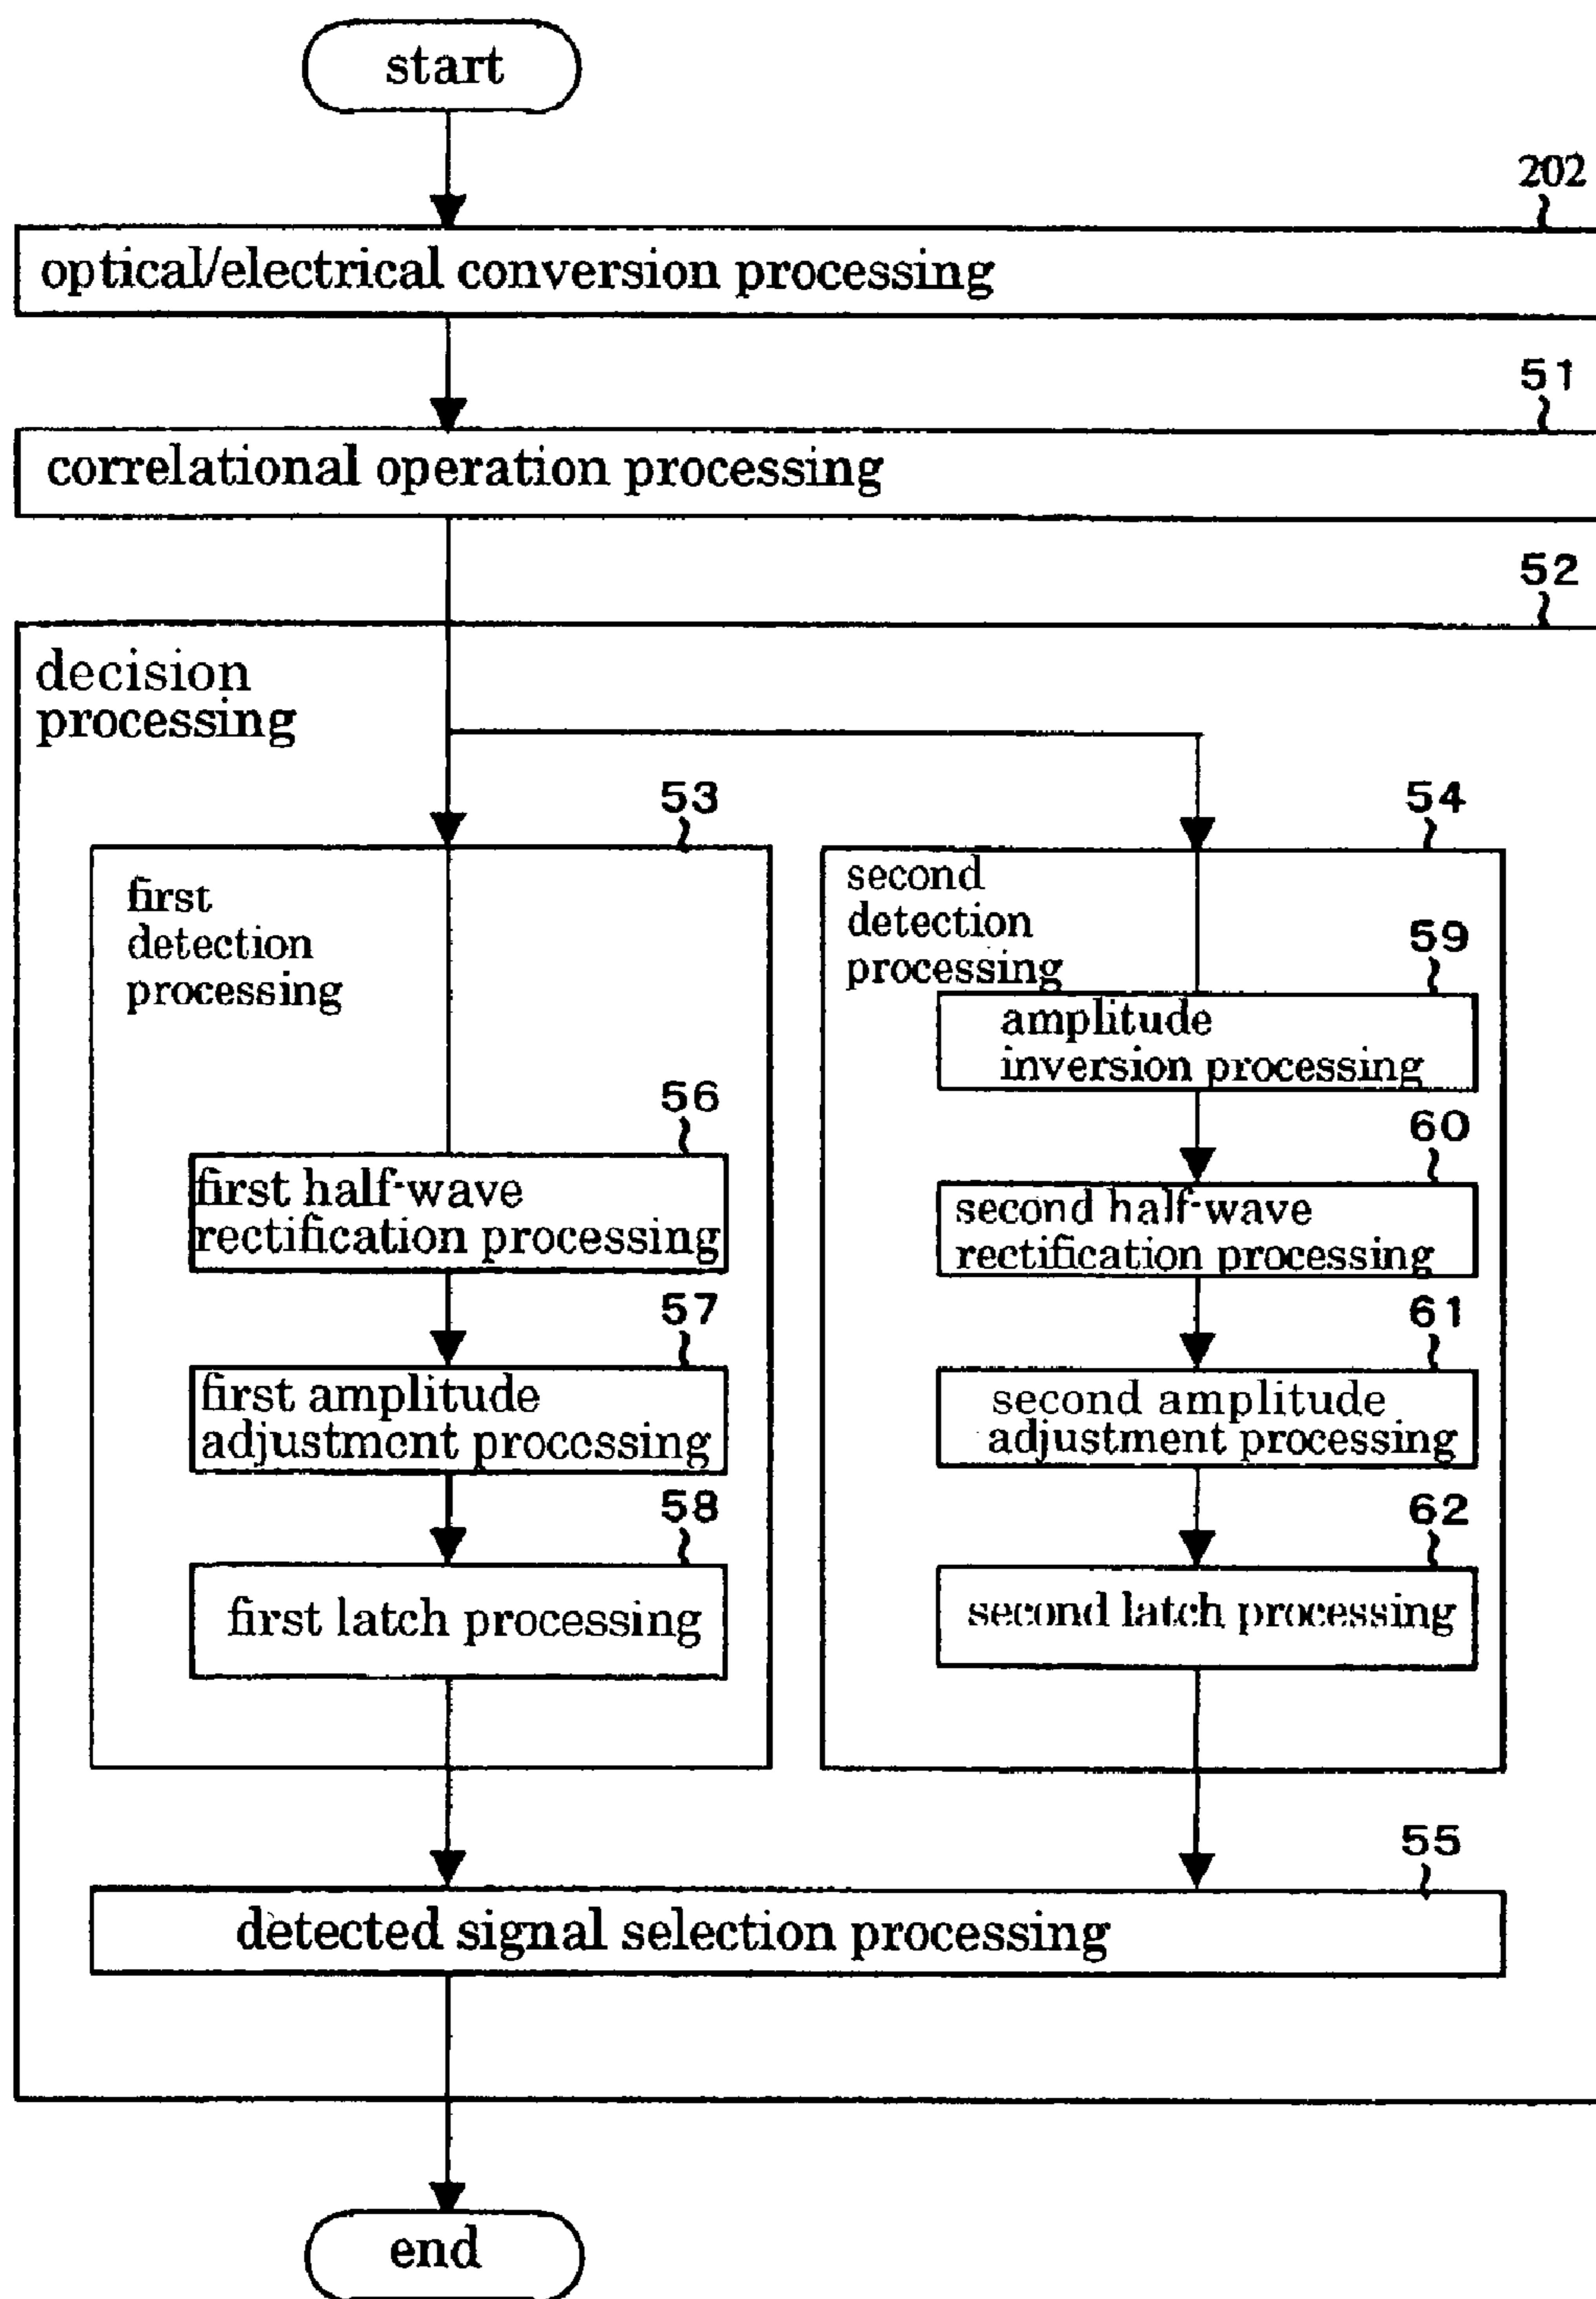 start
202
optical/electrical conversion processing
51
correlational operation processing
52
decision
processing
53
first
detection
processing
56
first half-wave
rectification processing
57
first amplitude
adjustment processing
58
first latch processing
54
second
detection
processing
59
amplitude
inversion processing
60
second half-wave
rectification processing
61
second amplitude
adjustment processing
62
second latch processing
55
detected signal selection processing
end